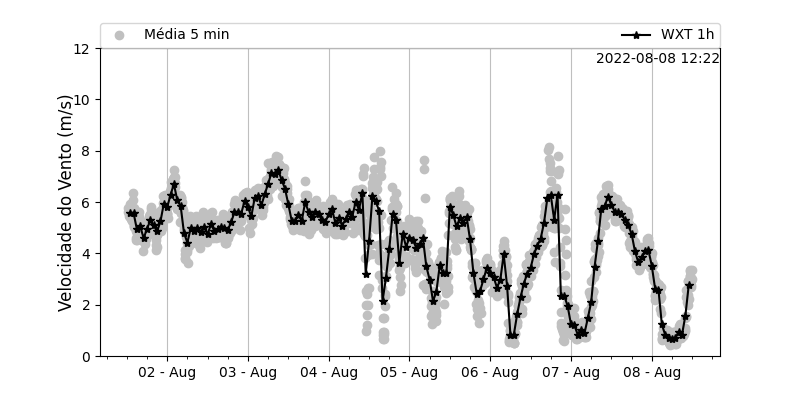 Média 5 min
WXT 1h
2022-08-08 12:22
Velocidade do Vento (m/s)
12
10
8
6
4
2
0
02 - Aug
03 - Aug
04 - Aug
05 - Aug
06 - Aug
07 - Aug
08 - Aug